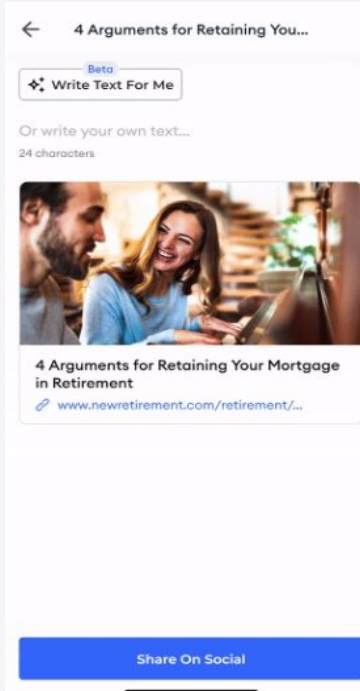 4 Arguments for Retaining You...
Beta
Write Text For Me
Or write your own text...
24 characters
4 Arguments for Retaining Your Mortgage
in Retirement
www.newretirement.com/retirement/...
Share On Social